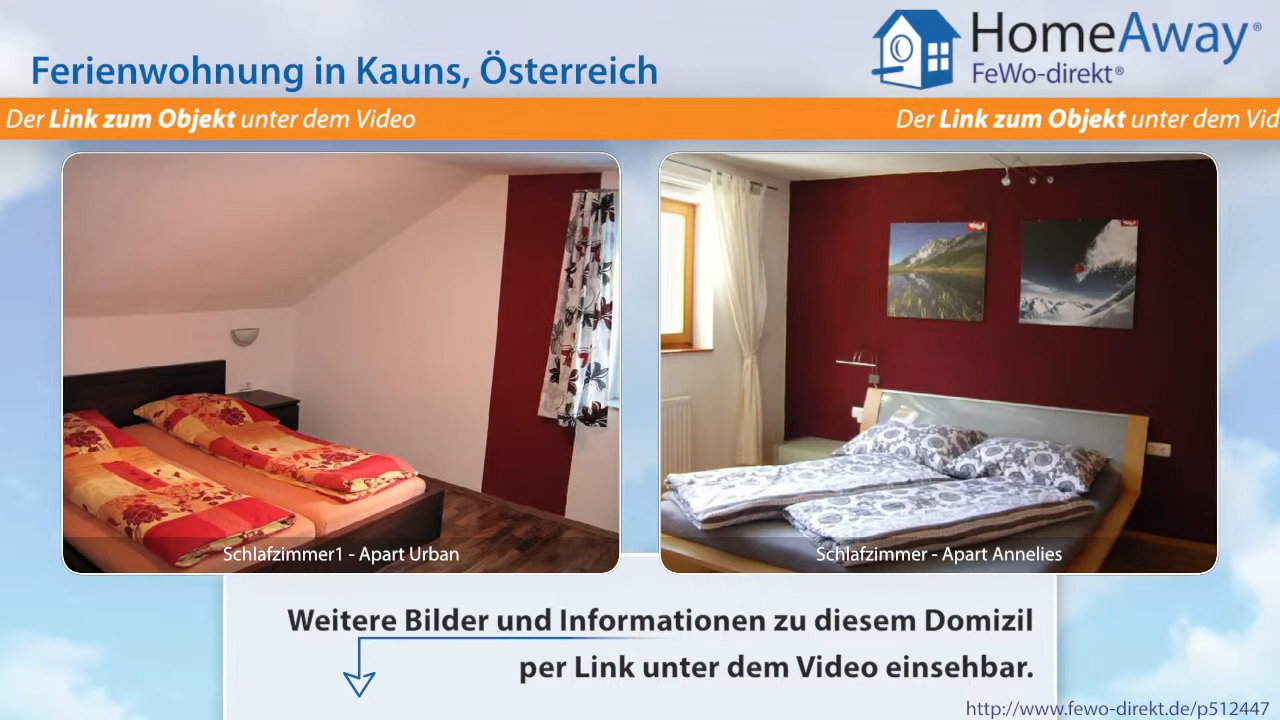 HomeAway®
FeWo-direkt®
Ferienwohnung in Kauns, Österreich
Der Link zum Objekt unter dem Video
Der Link zum Objekt unter dem Vid
Schlafzimmer1 - Apart Urban
Schlafzimmer - Apart Annelies
Weitere Bilder und Informationen zu diesem Domizil
per Link unter dem Video einsehbar.
http://www.fewo-direkt.de/p512447